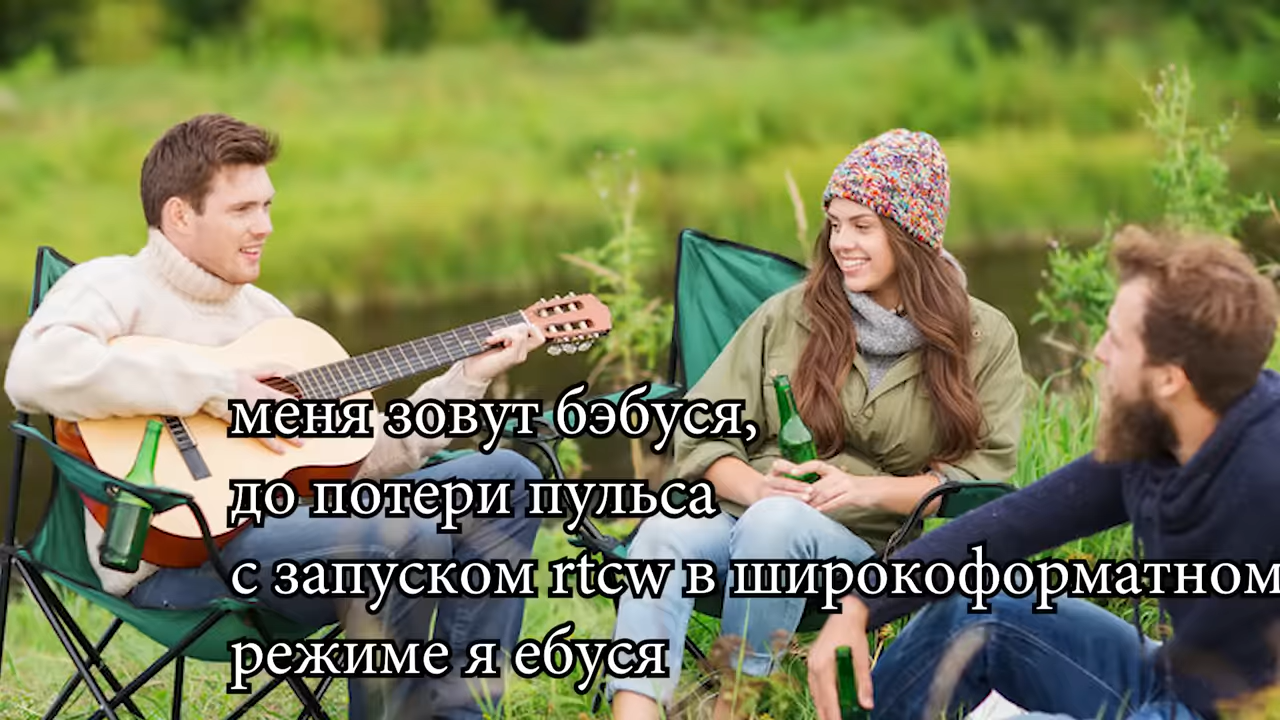 меня зовут бэбуся,
до потери пульса
с запуском rtcw в широкоформатном
режиме я ебуся